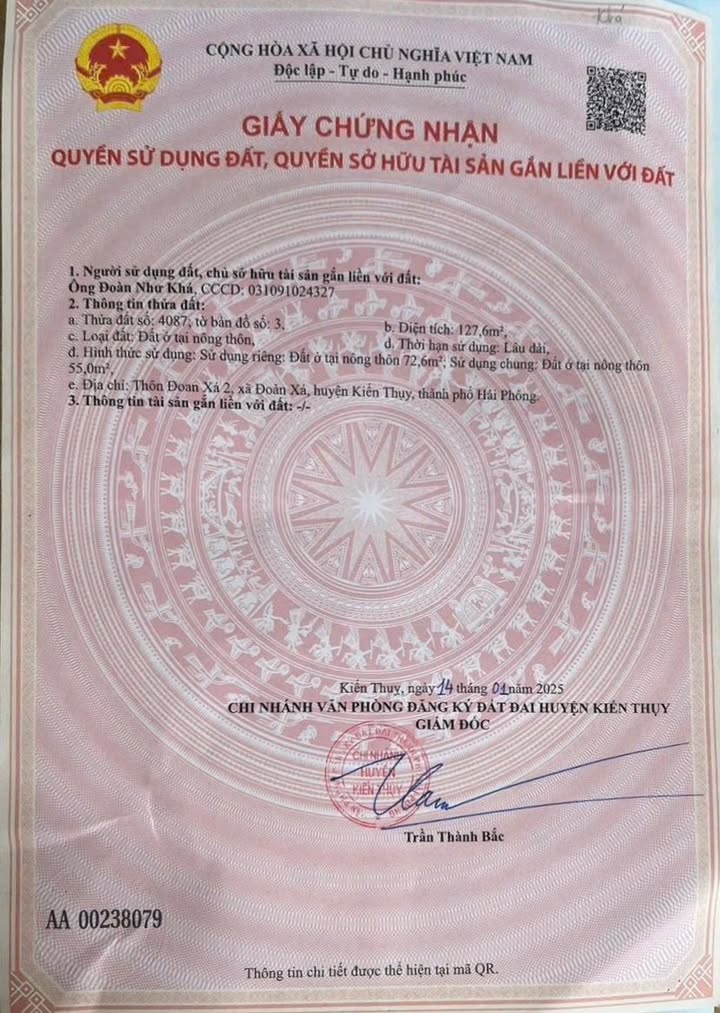 Khá
CỘNG HÒA XÃ HỘI CHỦ NGHĨA VIỆT NAM
Độc lập - Tự do - Hạnh phúc
GIẤY CHỨNG NHẬN
QUYỀN SỬ DỤNG ĐẤT, QUYỀN SỞ HỮU TÀI SẢN GẮN LIỀN VỚI ĐẤT
1. Người sử dụng đất, chủ sở hữu tài sản gắn liền với đất:
Ông Đoàn Như Khá, CCCD: 031091024327
2. Thông tin thửa đất:
a. Thửa đất số: 4087; tờ bản đồ số: 3,
b. Diện tích: 127,6m²,
c. Loại đất: Đất ở tại nông thôn,
d. Thời hạn sử dụng: Lâu dài,
đ. Hình thức sử dụng: Sử dụng riêng: Đất ở tại nông thôn 72,6m²; Sử dụng chung: Đất ở tại nông thôn
55,0m²,
e. Địa chỉ: Thôn Đoan Xá 2, xã Đoàn Xá, huyện Kiến Thụy, thành phố Hải Phòng.
3. Thông tin tài sản gắn liền với đất: -/-
Kiến Thuỵ, ngày 14 tháng 01 năm 2025
CHI NHÁNH VĂN PHÒNG ĐĂNG KÝ ĐẤT ĐAI HUYỆN KIẾN THỤY
GIÁM ĐỐC
CHI NHÁNH
HUYỆN
KIẾN THỤY
Trần Thành Bắc
AA 00238079
Thông tin chi tiết được thể hiện tại mã QR.